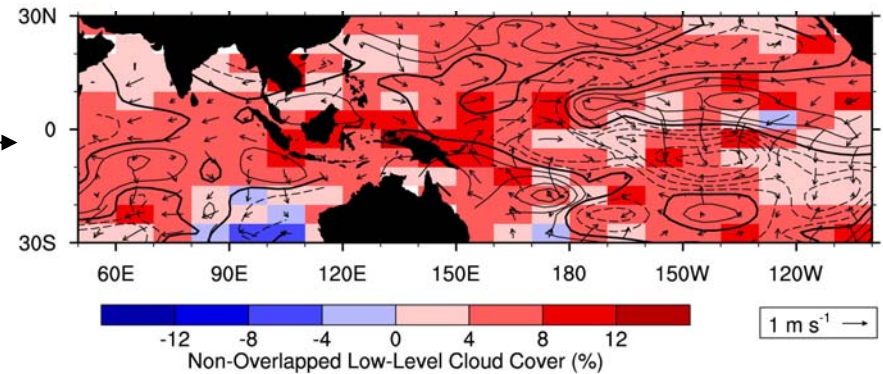 30N
0
30S
60E 90E 120E 150E 180 150W 120W
-12 -8 -4 0 4 8 12
Non-Overlapped Low-Level Cloud Cover (%)
1 m s⁻¹